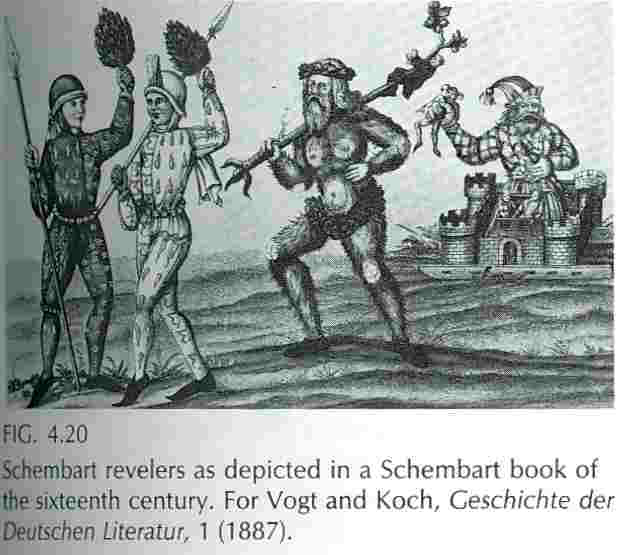 FIG. 4.20
Schembart revelers as depicted in a Schembart book of
the sixteenth century. For Vogt and Koch, Geschichte der
Deutschen Literatur, 1 (1887).